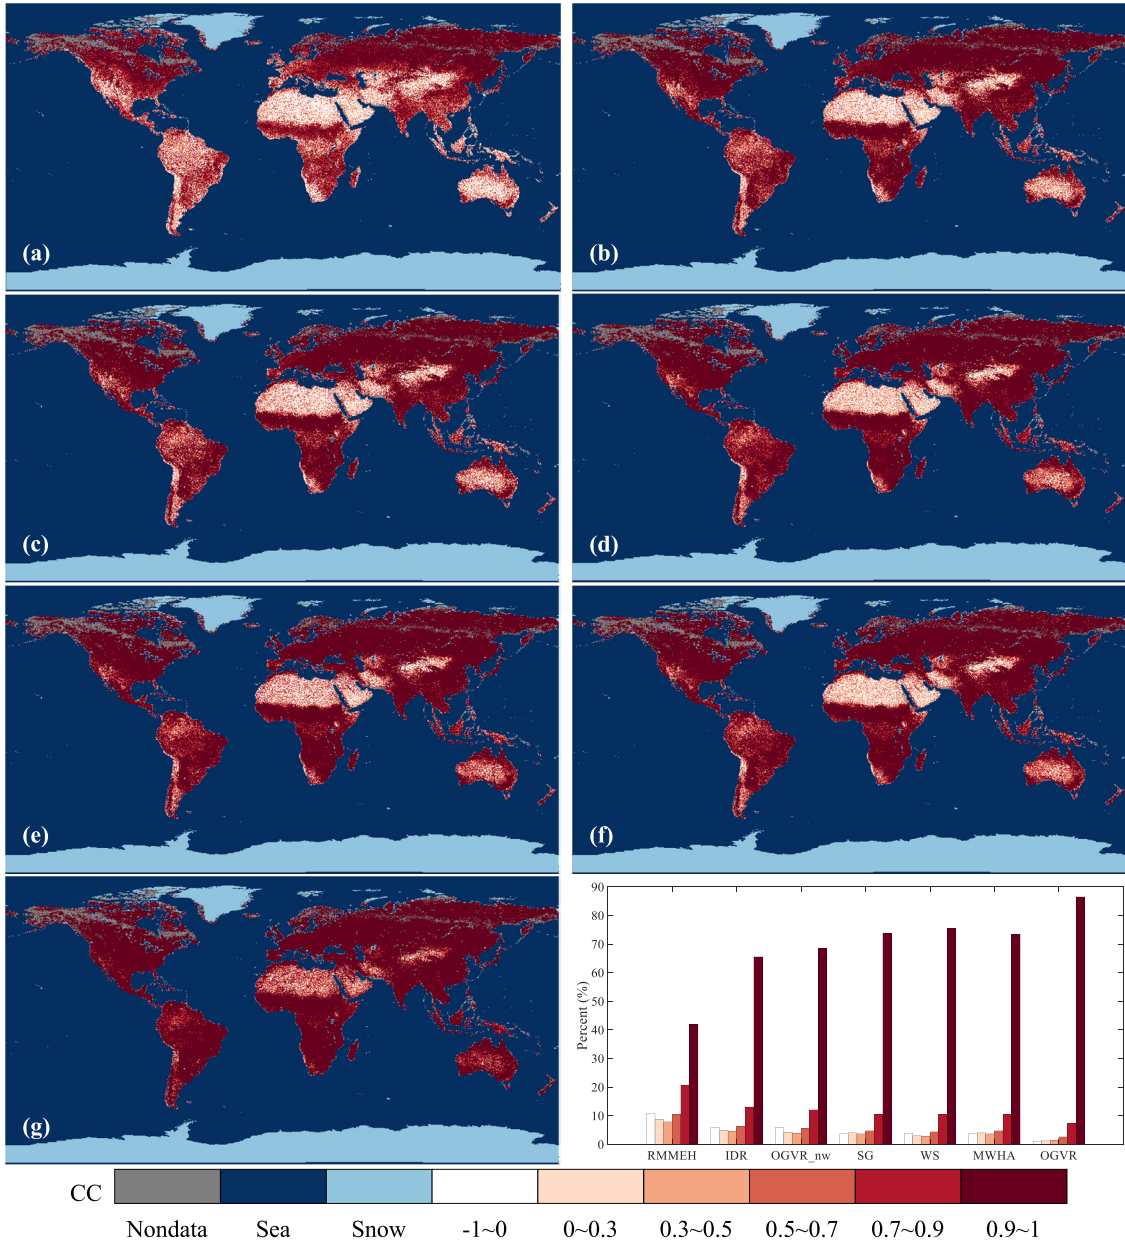 (a)
(b)
(c)
(d)
(e)
(f)
(g)
Percent (%)
90
80
70
60
50
40
30
20
10
0
RMMEH IDR OGVR_nw SG WS MWHA OGVR
CC
Nondata Sea Snow -1~0 0~0.3 0.3~0.5 0.5~0.7 0.7~0.9 0.9~1